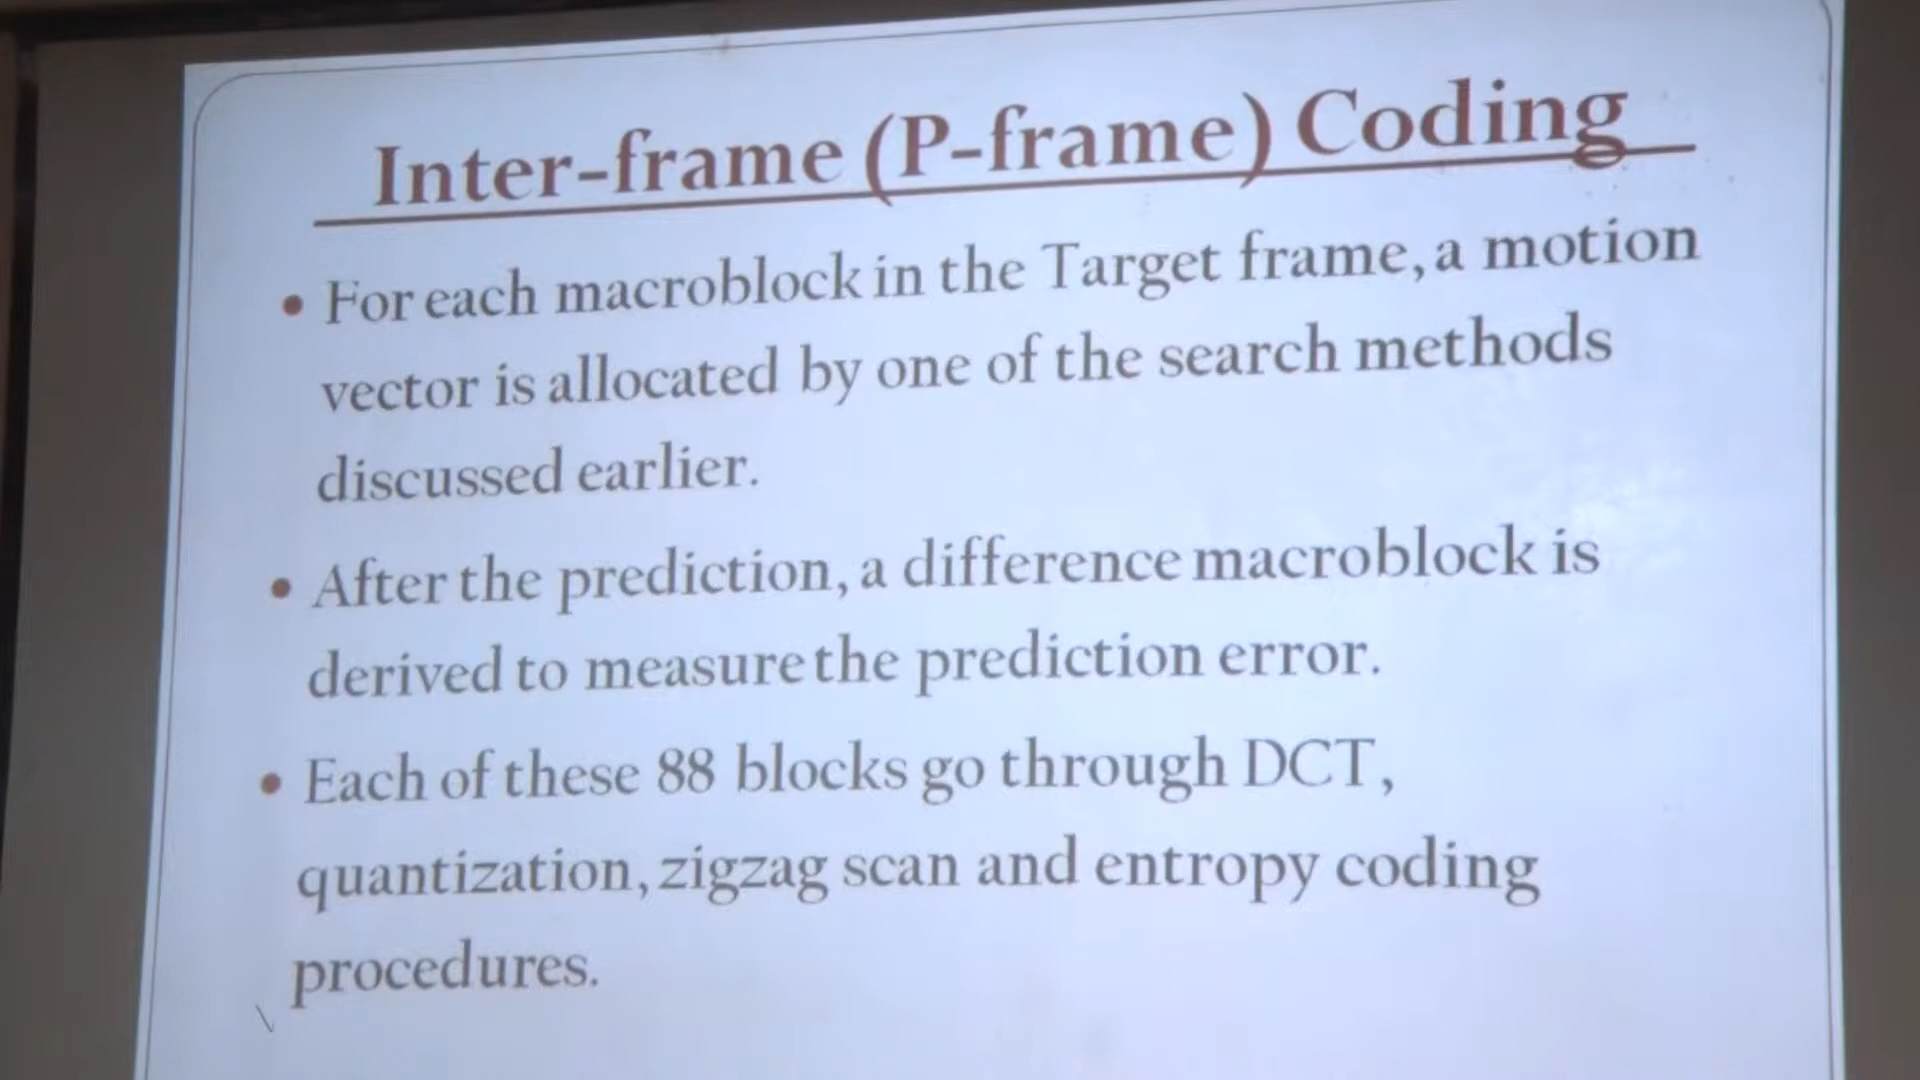 Inter-frame (P-frame) Coding
• For each macroblock in the Target frame, a motion
vector is allocated by one of the search methods
discussed earlier.
• After the prediction, a difference macroblock is
derived to measure the prediction error.
• Each of these 88 blocks go through DCT,
quantization, zigzag scan and entropy coding
procedures.